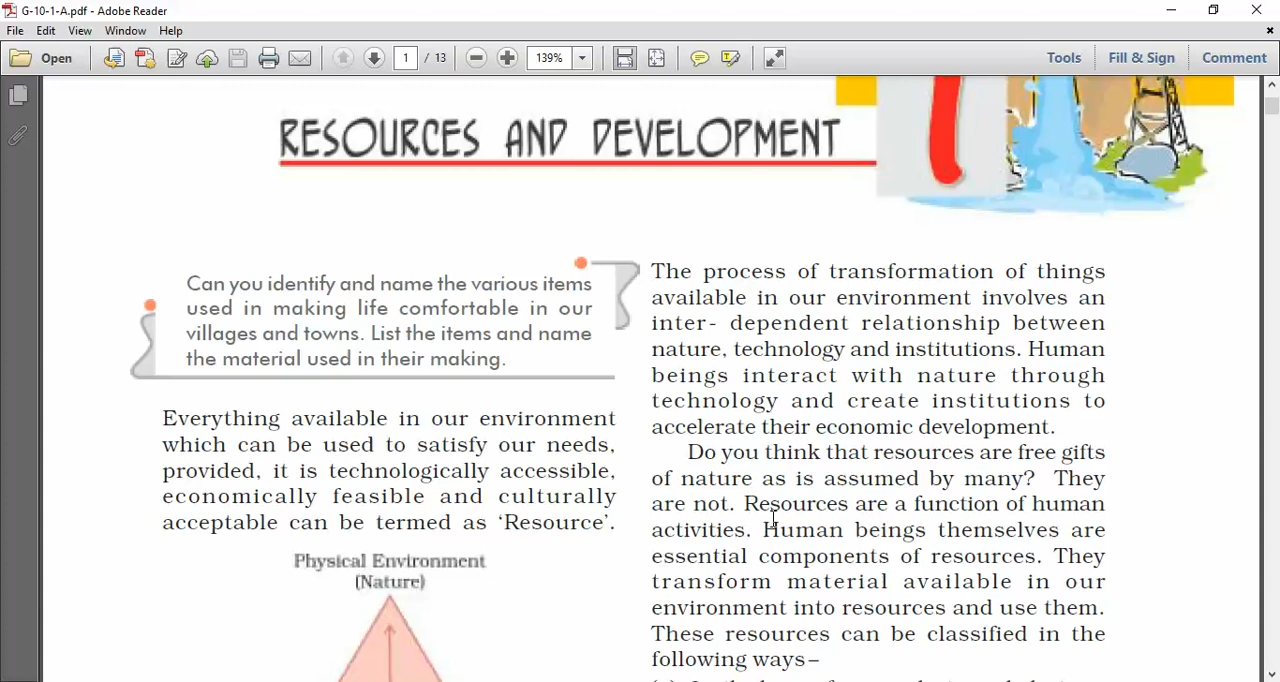 G-10-1-A.pdf - Adobe Reader
File Edit View Window Help
Open 1 / 13 139% Tools Fill & Sign Comment
RESOURCES AND DEVELOPMENT
Can you identify and name the various items
used in making life comfortable in our
villages and towns. List the items and name
the material used in their making.
Everything available in our environment
which can be used to satisfy our needs,
provided, it is technologically accessible,
economically feasible and culturally
acceptable can be termed as ‘Resource’.
Physical Environment
(Nature)
The process of transformation of things
available in our environment involves an
inter- dependent relationship between
nature, technology and institutions. Human
beings interact with nature through
technology and create institutions to
accelerate their economic development.
Do you think that resources are free gifts
of nature as is assumed by many? They
are not. Resources are a function of human
activities. Human beings themselves are
essential components of resources. They
transform material available in our
environment into resources and use them.
These resources can be classified in the
following ways–